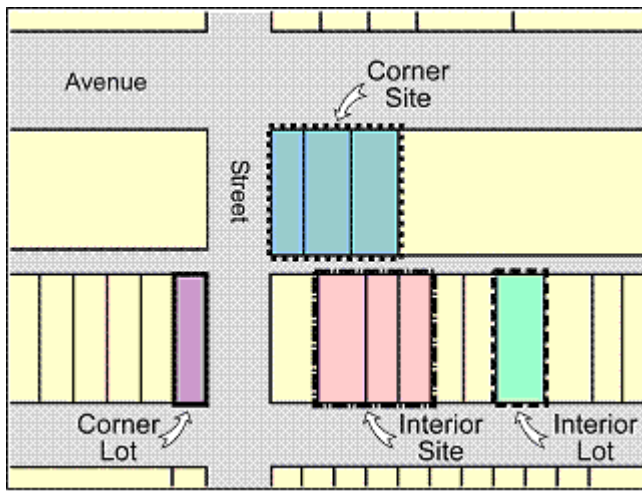 Avenue
Corner
Site
Street
Corner
Lot
Interior
Site
Interior
Lot